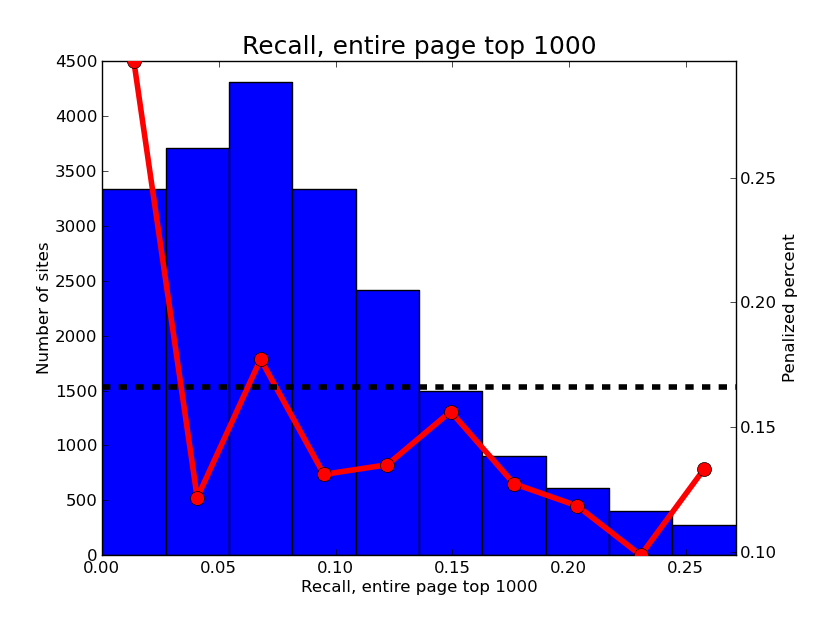 Recall, entire page top 1000
4500
4000
3500
3000
2500
2000
1500
1000
500
0
Number of sites
0.25
0.20
0.15
0.10
Penalized percent
0.00 0.05 0.10 0.15 0.20 0.25
Recall, entire page top 1000